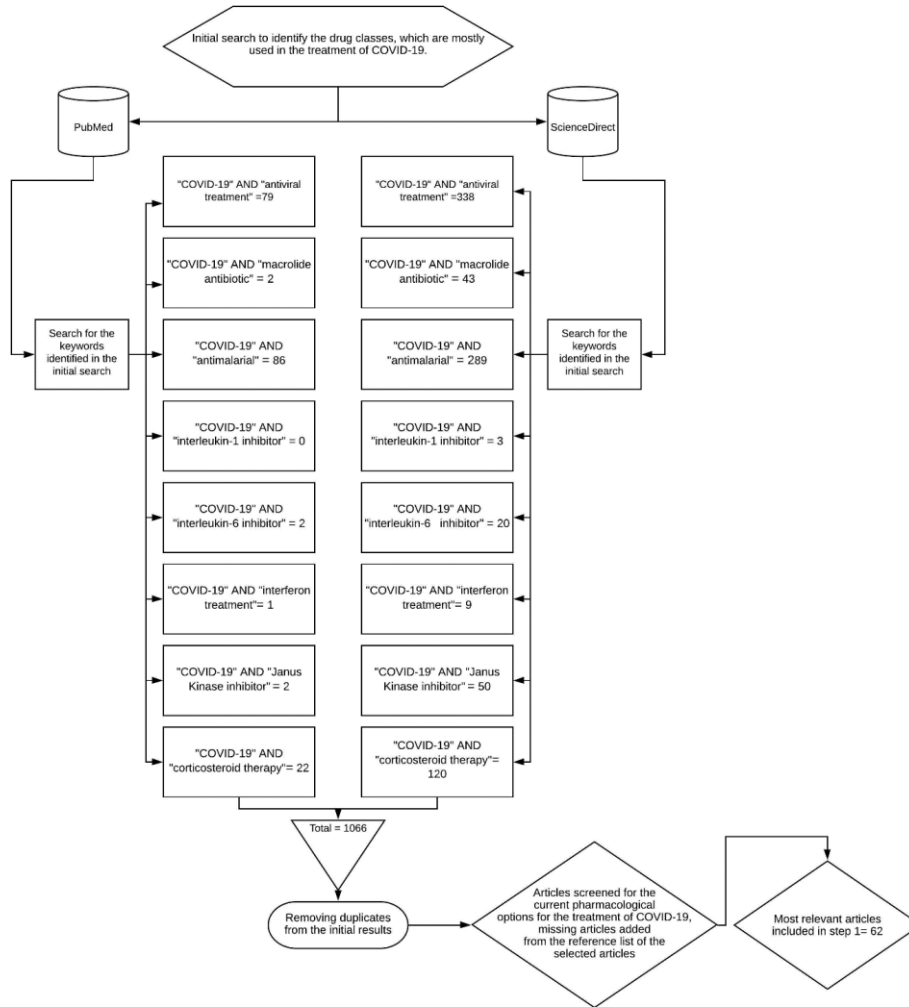 Initial search to identify the drug classes, which are mostly
used in the treatment of COVID-19.
PubMed
ScienceDirect
"COVID-19" AND "antiviral
treatment" =79
"COVID-19" AND "antiviral
treatment" =338
"COVID-19" AND "macrolide
antibiotic" = 2
"COVID-19" AND "macrolide
antibiotic" = 43
Search for the
keywords
identified in the
initial search
"COVID-19" AND
"antimalarial" = 86
"COVID-19" AND
"antimalarial" = 289
Search for the
keywords
identified in the
initial search
"COVID-19" AND
"interleukin-1 inhibitor" = 0
"COVID-19" AND
"interleukin-1 inhibitor" = 3
"COVID-19" AND
"interleukin-6 inhibitor" = 2
"COVID-19" AND
"interleukin-6 inhibitor" = 20
"COVID-19" AND "interferon
treatment"= 1
"COVID-19" AND "interferon
treatment"= 9
"COVID-19" AND "Janus
Kinase inhibitor" = 2
"COVID-19" AND "Janus
Kinase inhibitor" = 50
"COVID-19" AND
"corticosteroid therapy"= 22
"COVID-19" AND
"corticosteroid therapy"=
120
Total = 1066
Removing duplicates
from the initial results
Articles screened for the
current pharmacological
options for the treatment of COVID-19,
missing articles added
from the reference list of the
selected articles
Most relevant articles
included in step 1= 62